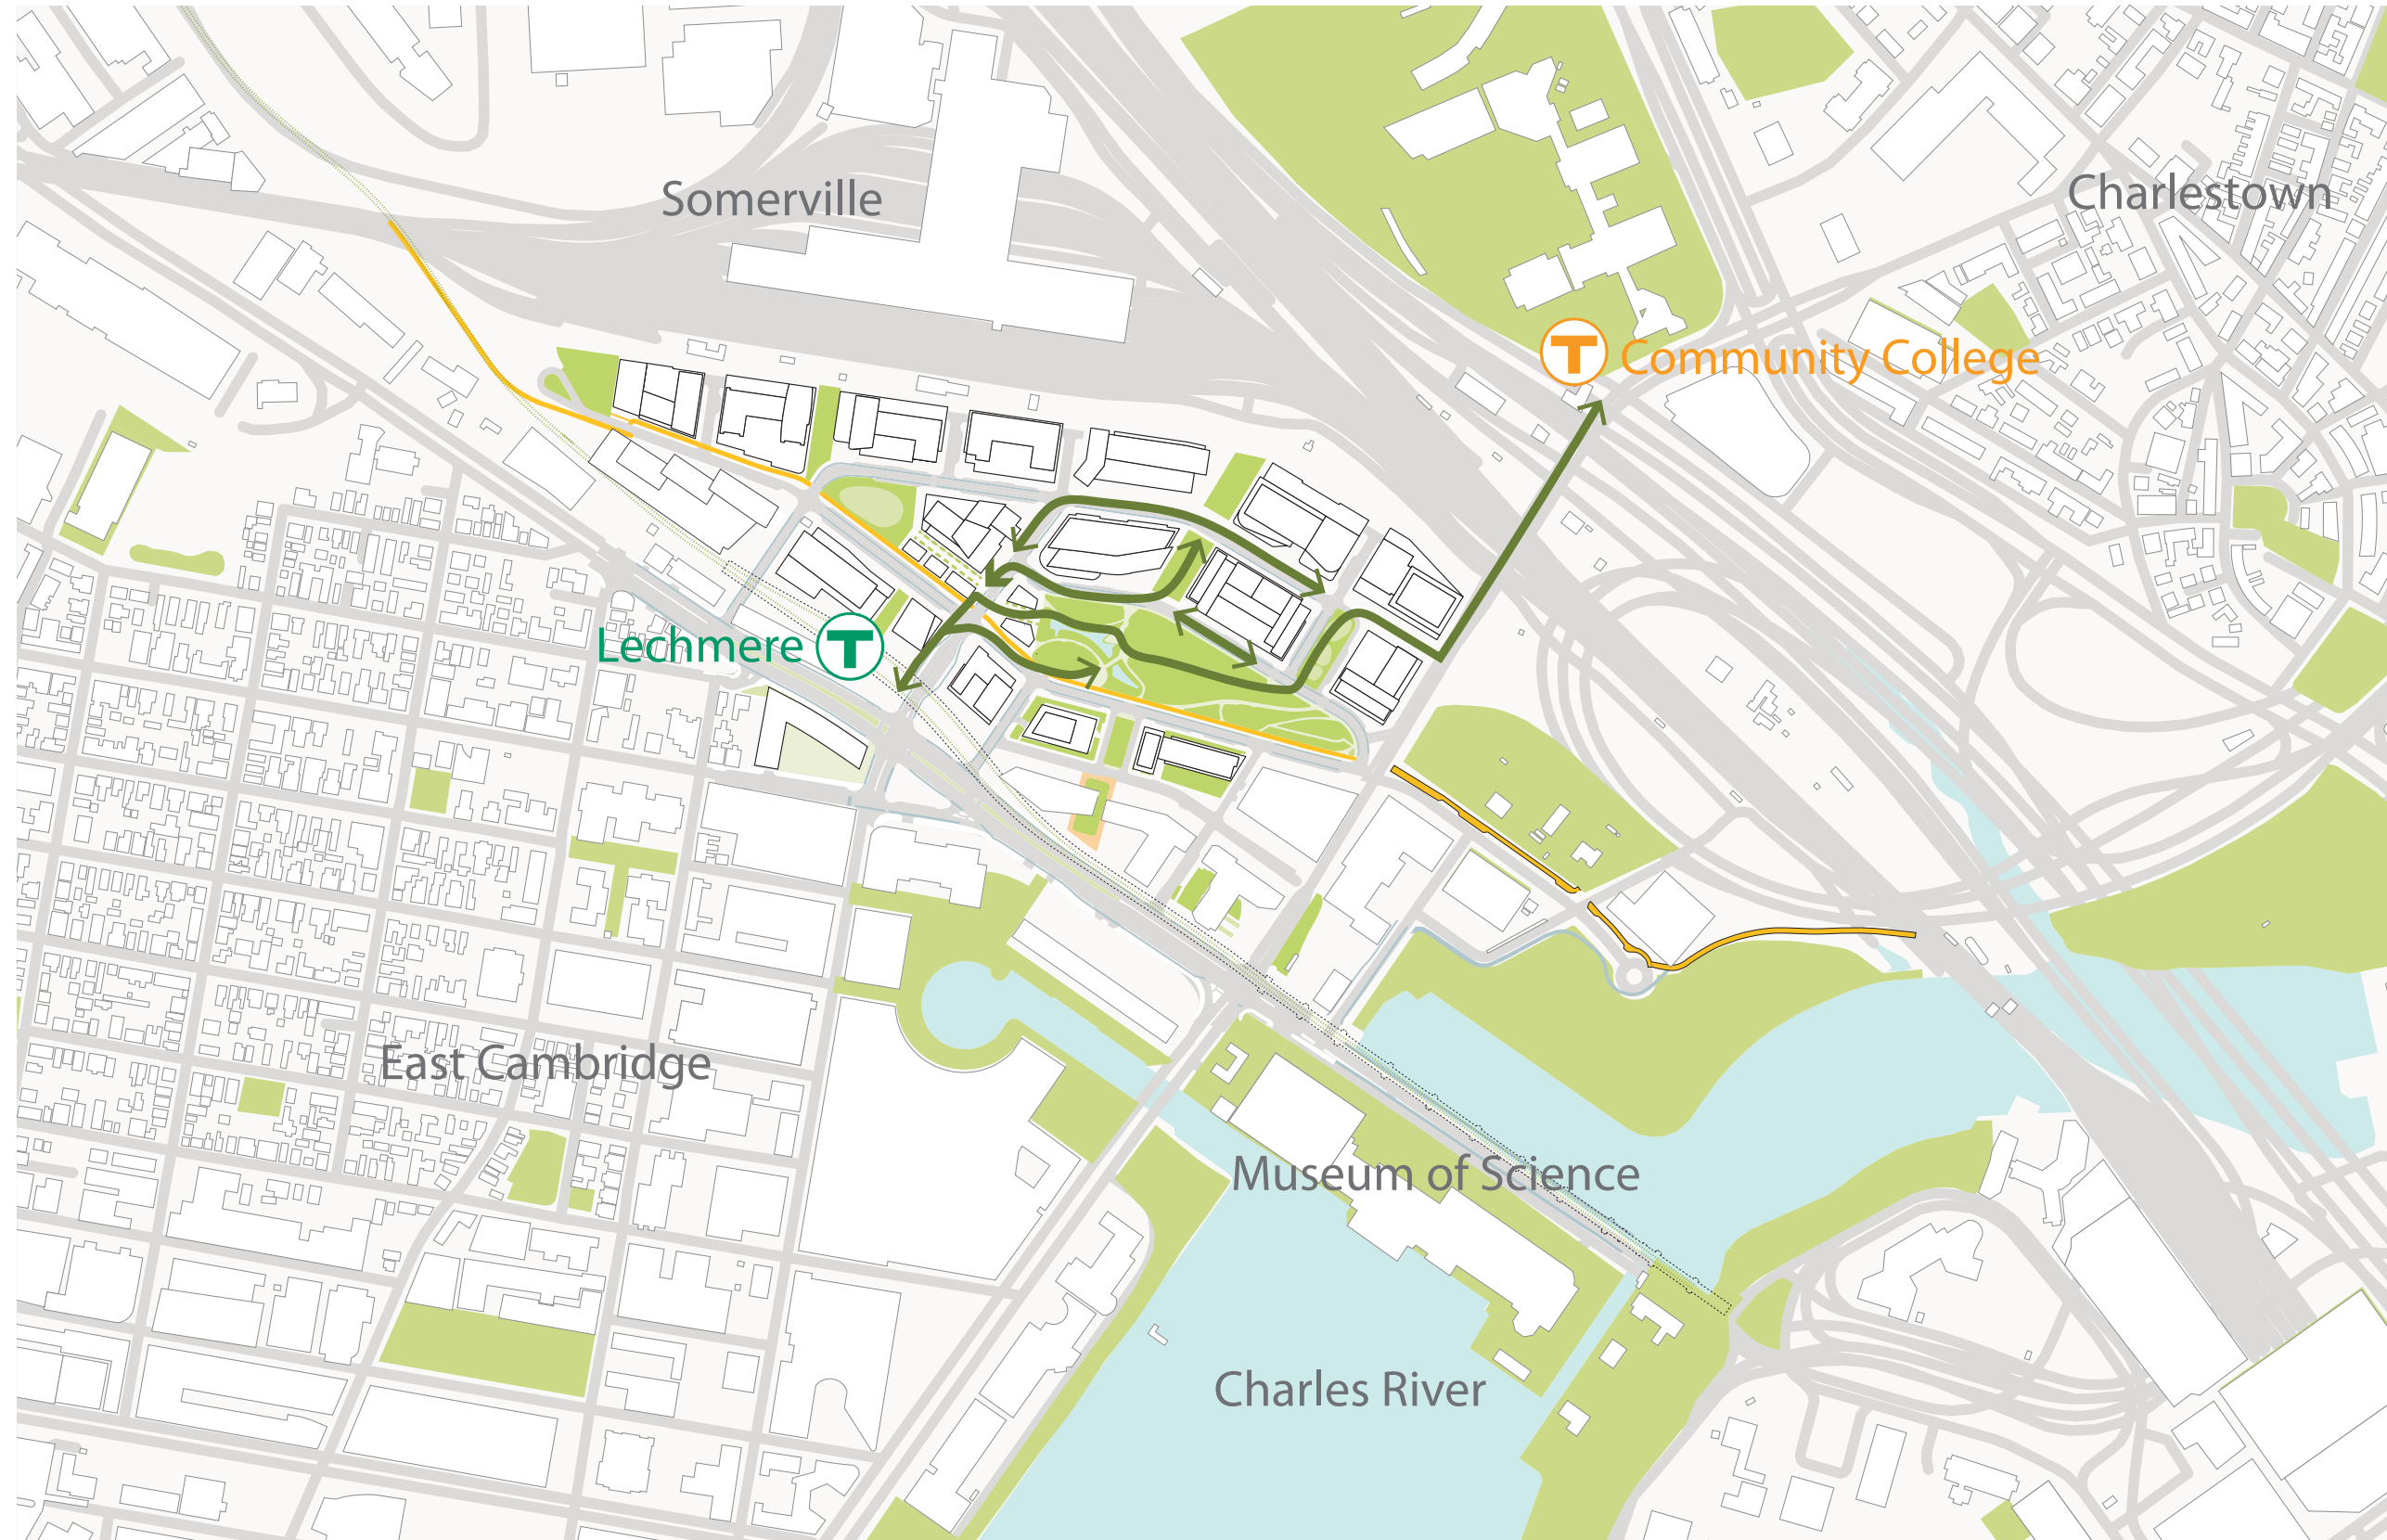 Somerville
Charlestown
T Community College
Lechmere T
East Cambridge
Museum of Science
Charles River